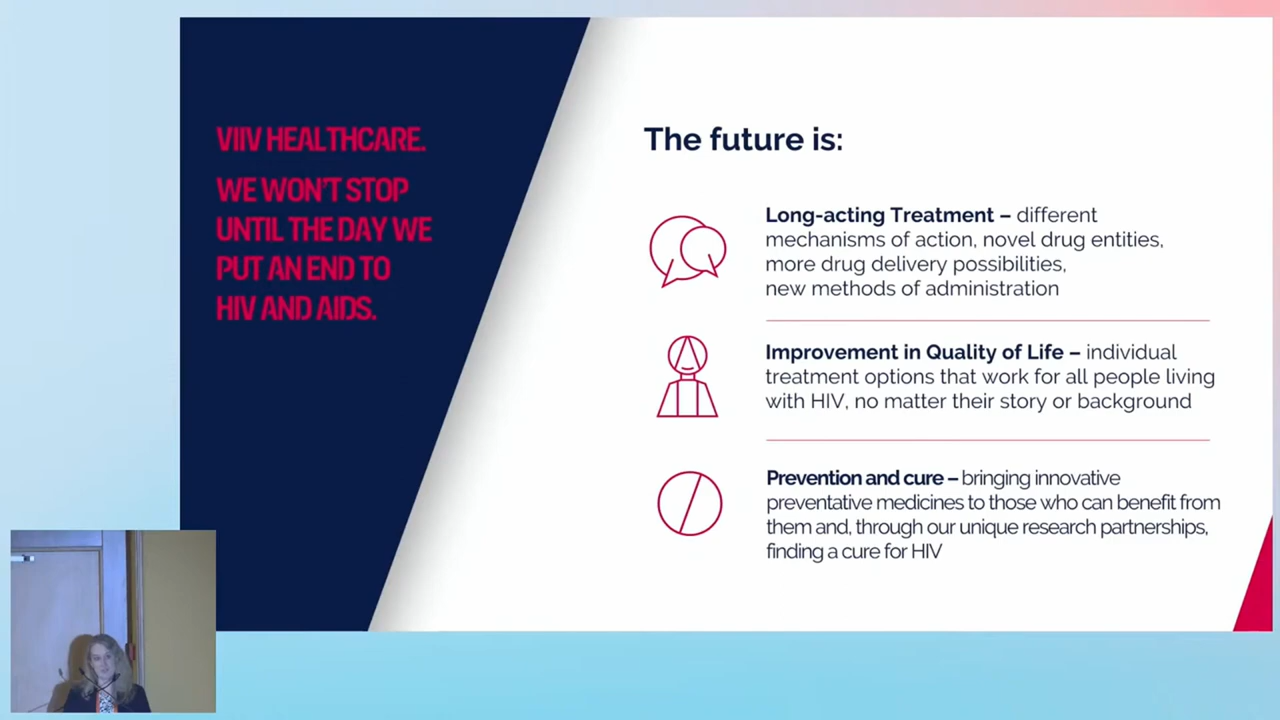 VIIV HEALTHCARE.
WE WON'T STOP
UNTIL THE DAY WE
PUT AN END TO
HIV AND AIDS.
The future is:
Long-acting Treatment – different
mechanisms of action, novel drug entities,
more drug delivery possibilities,
new methods of administration
Improvement in Quality of Life – individual
treatment options that work for all people living
with HIV, no matter their story or background
Prevention and cure – bringing innovative
preventative medicines to those who can benefit from
them and, through our unique research partnerships,
finding a cure for HIV